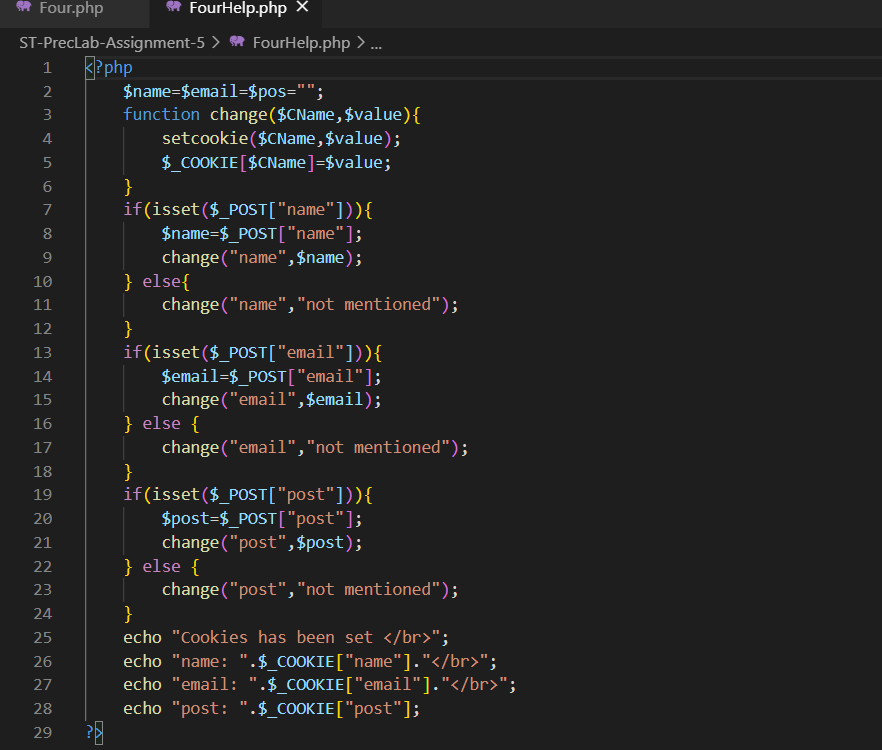 Four.php FourHelp.php ×
ST-PrecLab-Assignment-5 > FourHelp.php > ...
1 <?php
2 $name=$email=$pos="";
3 function change($CName,$value){
4 setcookie($CName,$value);
5 $_COOKIE[$CName]=$value;
6 }
7 if(isset($_POST["name"])){
8 $name=$_POST["name"];
9 change("name",$name);
10 } else{
11 change("name","not mentioned");
12 }
13 if(isset($_POST["email"])){
14 $email=$_POST["email"];
15 change("email",$email);
16 } else {
17 change("email","not mentioned");
18 }
19 if(isset($_POST["post"])){
20 $post=$_POST["post"];
21 change("post",$post);
22 } else {
23 change("post","not mentioned");
24 }
25 echo "Cookies has been set </br>";
26 echo "name: ".$_COOKIE["name"]."</br>";
27 echo "email: ".$_COOKIE["email"]."</br>";
28 echo "post: ".$_COOKIE["post"];
29 ?>